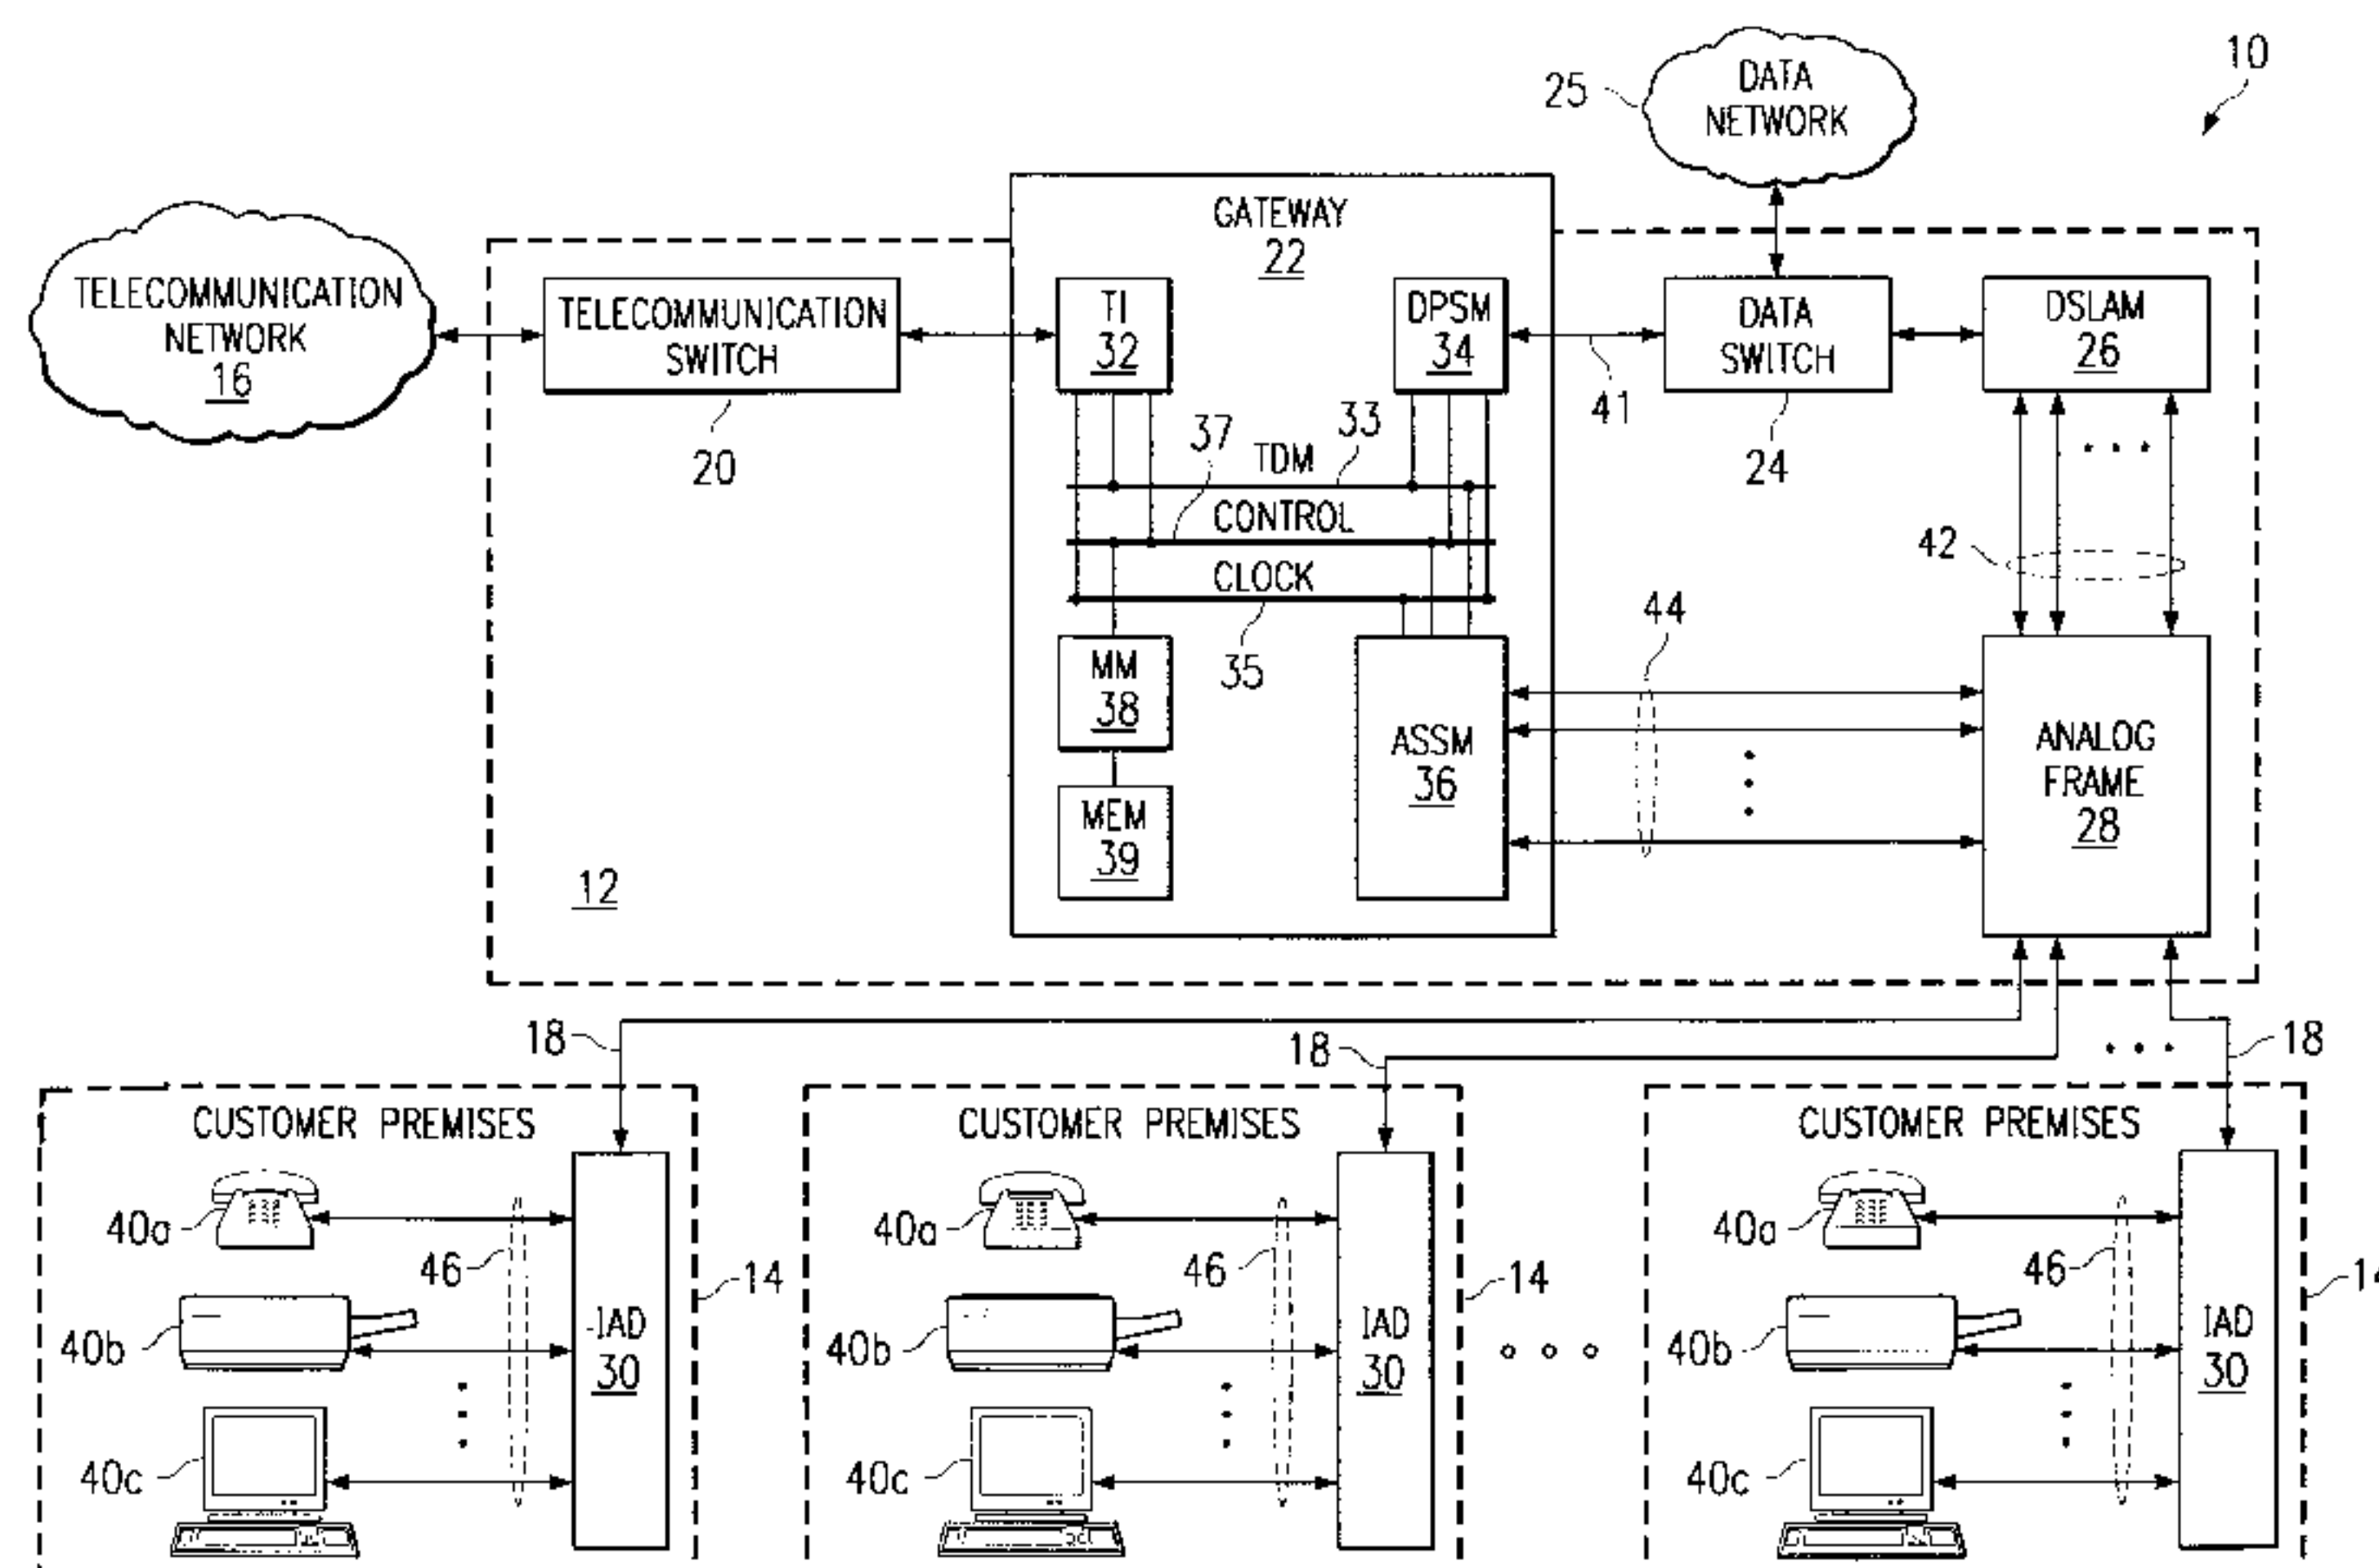 10
25
DATA
NETWORK
GATEWAY
22
TELECOMMUNICATION
NETWORK
16
TELECOMMUNICATION
SWITCH
20
TI
32
DPSM
34
41
DATA
SWITCH
24
DSLAM
26
37
33
TDM
CONTROL
CLOCK
35
42
44
MM
38
MEM
39
ASSM
36
ANALOG
FRAME
28
12
18
18
18
CUSTOMER PREMISES
40a
46
14
40b
IAD
30
40c
CUSTOMER PREMISES
40a
46
14
40b
IAD
30
40c
CUSTOMER PREMISES
40a
46
14
40b
IAD
30
40c